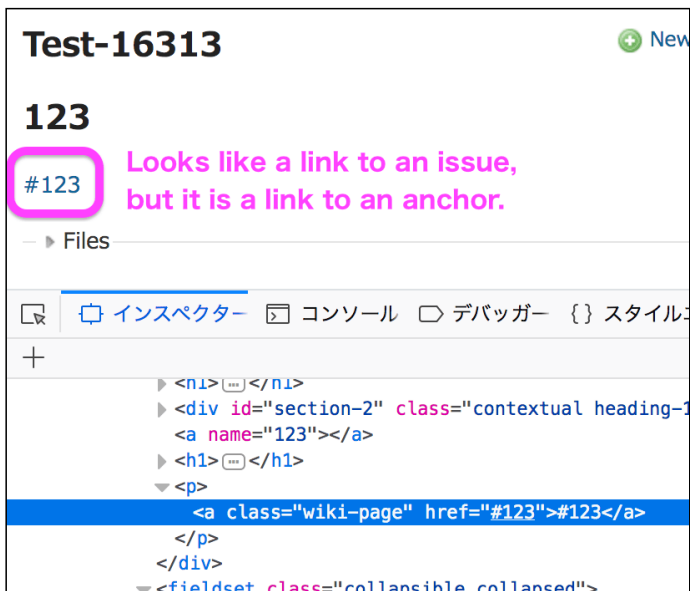 Test-16313
New
123
#123
Looks like a link to an issue,
but it is a link to an anchor.
Files
インスペクター コンソール デバッガー {} スタイル
<h1>…</h1>
<div id="section-2" class="contextual heading-1
<a name="123"></a>
<h1>…</h1>
<p>
<a class="wiki-page" href="#123">#123</a>
</p>
</div>
<fieldset class="collapsible collapsed">